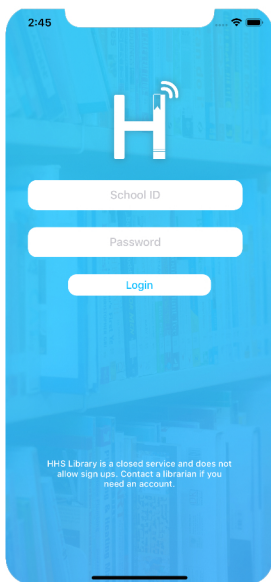 2:45
H
School ID
Password
Login
HHS Library is a closed service and does not
allow sign ups. Contact a librarian if you
need an account.